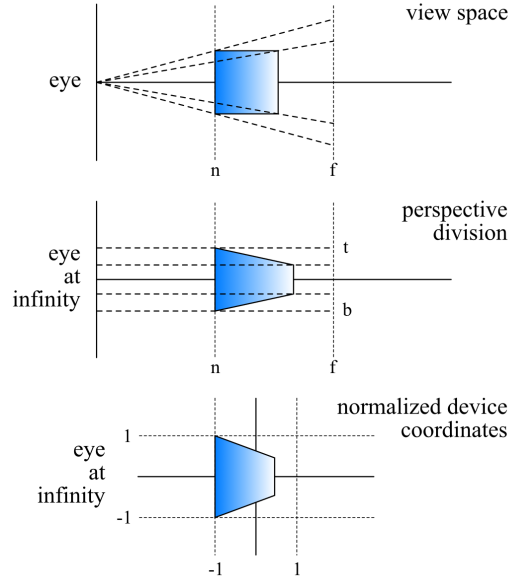 view space
eye
n
f
perspective
division
eye
at
infinity
t
b
n
f
normalized device
coordinates
eye
at
infinity
1
-1
-1
1